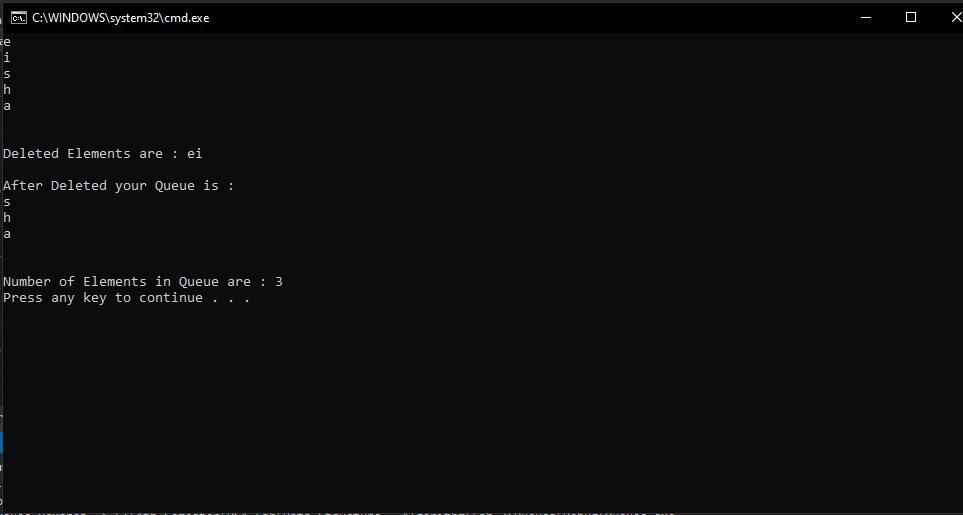 C:\WINDOWS\system32\cmd.exe
e
i
s
h
a
Deleted Elements are : ei
After Deleted your Queue is :
s
h
a
Number of Elements in Queue are : 3
Press any key to continue . . .